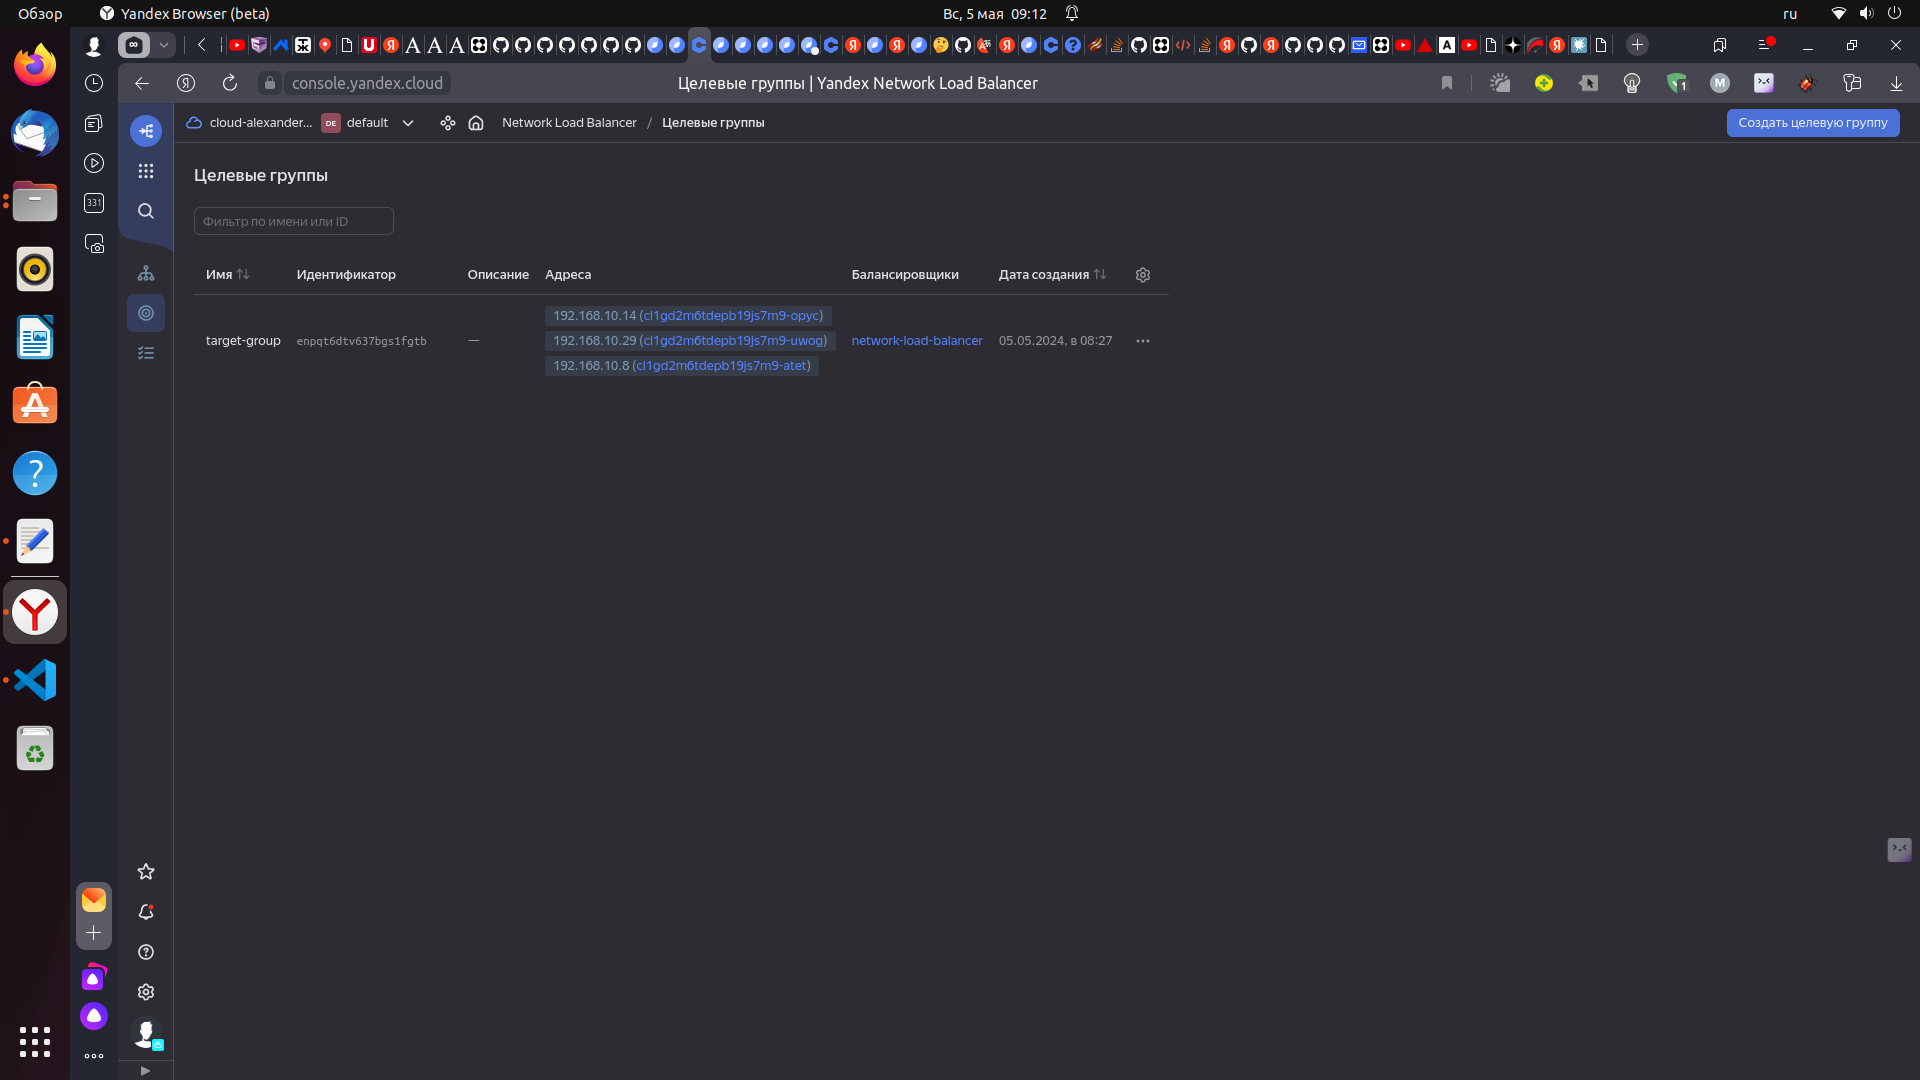 Обзор
Yandex Browser (beta)
Вс, 5 мая 09:12
ru
console.yandex.cloud
Целевые группы | Yandex Network Load Balancer
1
M
331
cloud-alexander...
DE
default
Network Load Balancer / Целевые группы
Создать целевую группу
Целевые группы
Фильтр по имени или ID
Имя
Идентификатор
Описание
Адреса
Балансировщики
Дата создания
target-group
enpqt6dtv637bgs1fgtb
—
192.168.10.14 (cl1gd2m6tdepb19js7m9-opyc)
192.168.10.29 (cl1gd2m6tdepb19js7m9-uwog)
192.168.10.8 (cl1gd2m6tdepb19js7m9-atet)
network-load-balancer
05.05.2024, в 08:27